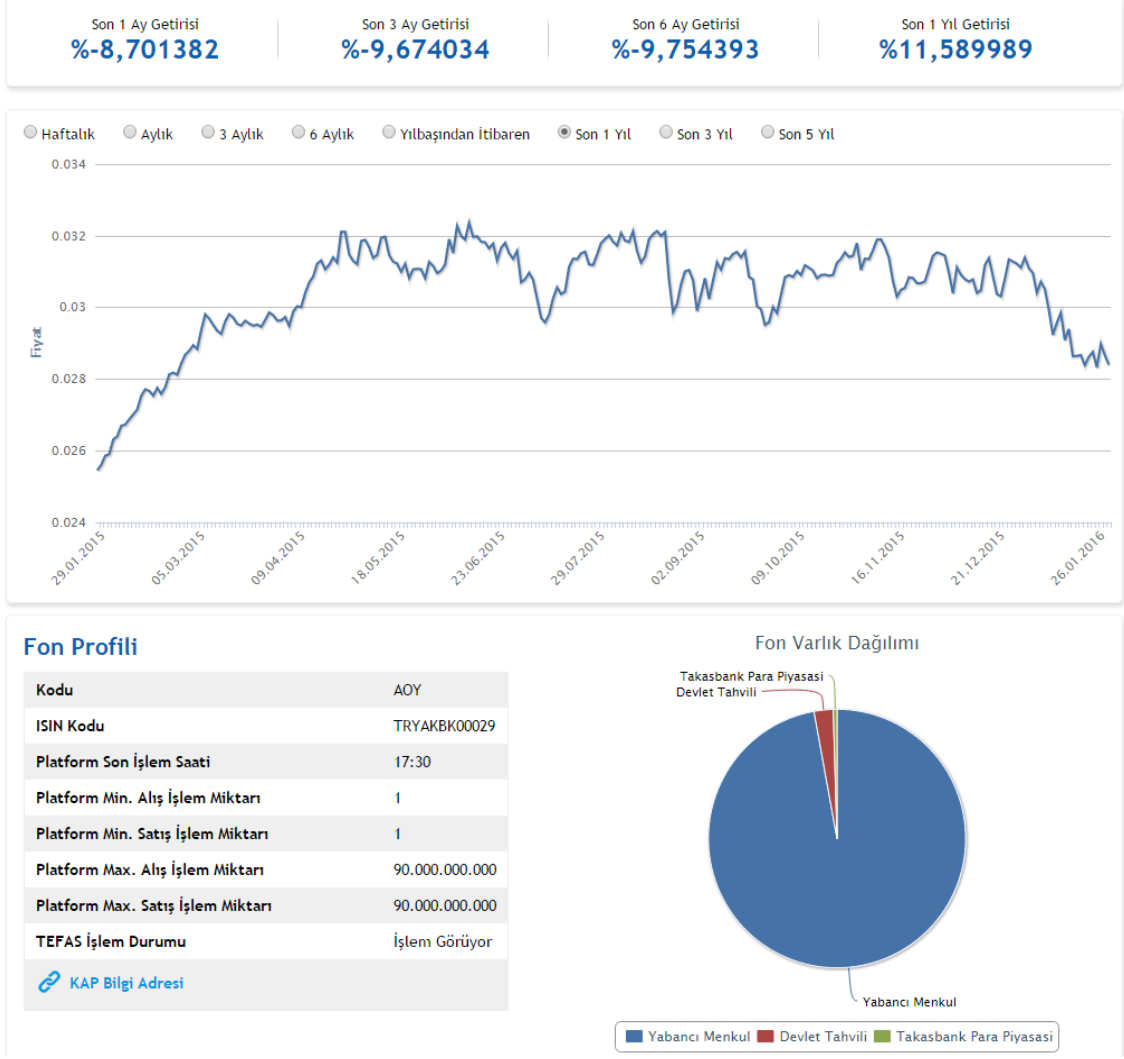 Son 1 Ay Getirisi Son 3 Ay Getirisi Son 6 Ay Getirisi Son 1 Yıl Getirisi
%-8,701382 %-9,674034 %-9,754393 %11,589989
Haftalık Aylık 3 Aylık 6 Aylık Yılbaşından İtibaren Son 1 Yıl Son 3 Yıl Son 5 Yıl
0.034
0.032
0.03
Fiyat
0.028
0.026
0.024
29.01.2015 05.03.2015 09.04.2015 18.05.2015 23.06.2015 29.07.2015 02.09.2015 09.10.2015 16.11.2015 21.12.2015 26.01.2016
Fon Profili
Kodu AOY
ISIN Kodu TRYAKBK00029
Platform Son İşlem Saati 17:30
Platform Min. Alış İşlem Miktarı 1
Platform Min. Satış İşlem Miktarı 1
Platform Max. Alış İşlem Miktarı 90.000.000.000
Platform Max. Satış İşlem Miktarı 90.000.000.000
TEFAS İşlem Durumu İşlem Görüyor
KAP Bilgi Adresi
Fon Varlık Dağılımı
Takasbank Para Piyasasi
Devlet Tahvili
Yabancı Menkul
Yabancı Menkul Devlet Tahvili Takasbank Para Piyasasi